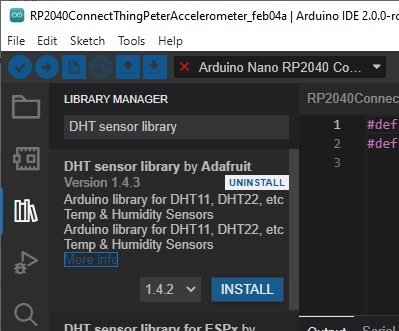 RP2040ConnectThingPeterAccelerometer_feb04a | Arduino IDE 2.0.0-rc
File Edit Sketch Tools Help
Arduino Nano RP2040 Co...
LIBRARY MANAGER
RP2040Connec
DHT sensor library
1 #def
2 #def
3
DHT sensor library by Adafruit
Version 1.4.3 UNINSTALL
Arduino library for DHT11, DHT22, etc
Temp & Humidity Sensors
Arduino library for DHT11, DHT22, etc
Temp & Humidity Sensors
More info
1.4.2 INSTALL
DHT sensor library for ESPx by
Output Serial